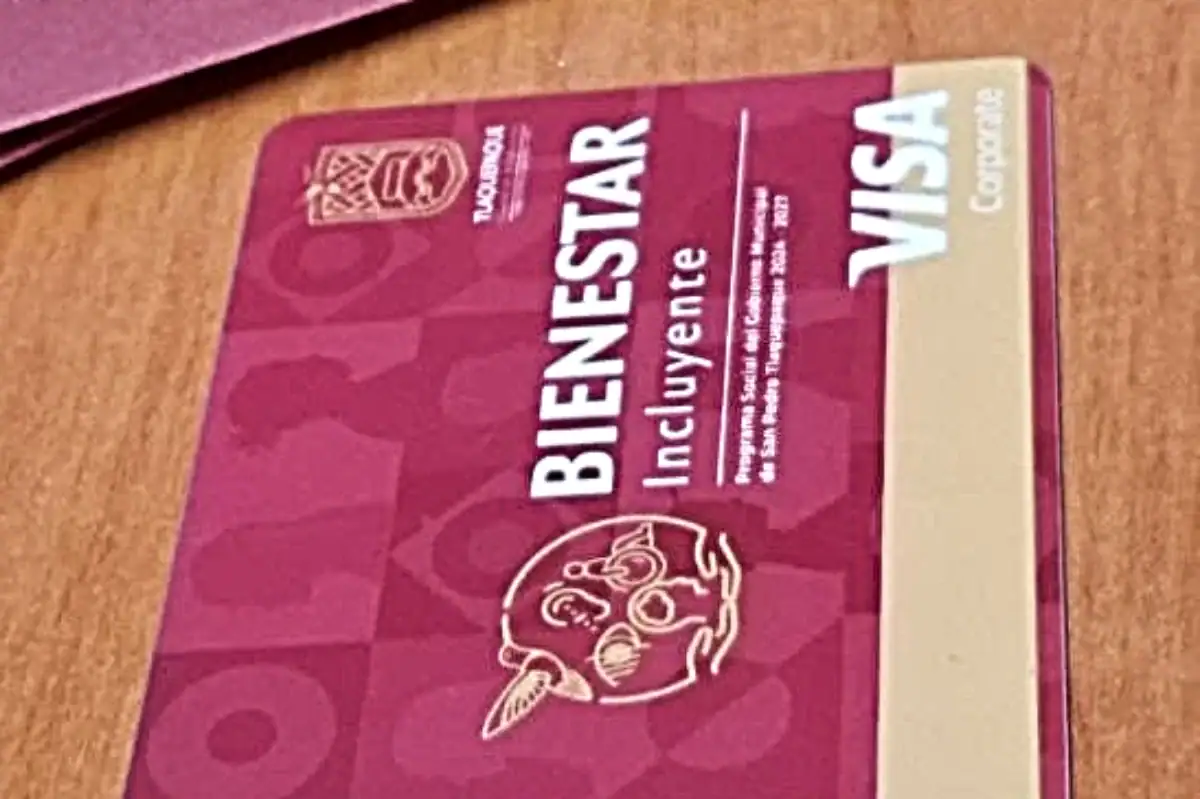 TLAQUEPAQUE
BIENESTAR
Incluyente
Programa Social del Gobierno Municipal
de San Pedro Tlaquepaque 2024 - 2027
VISA
Corporate